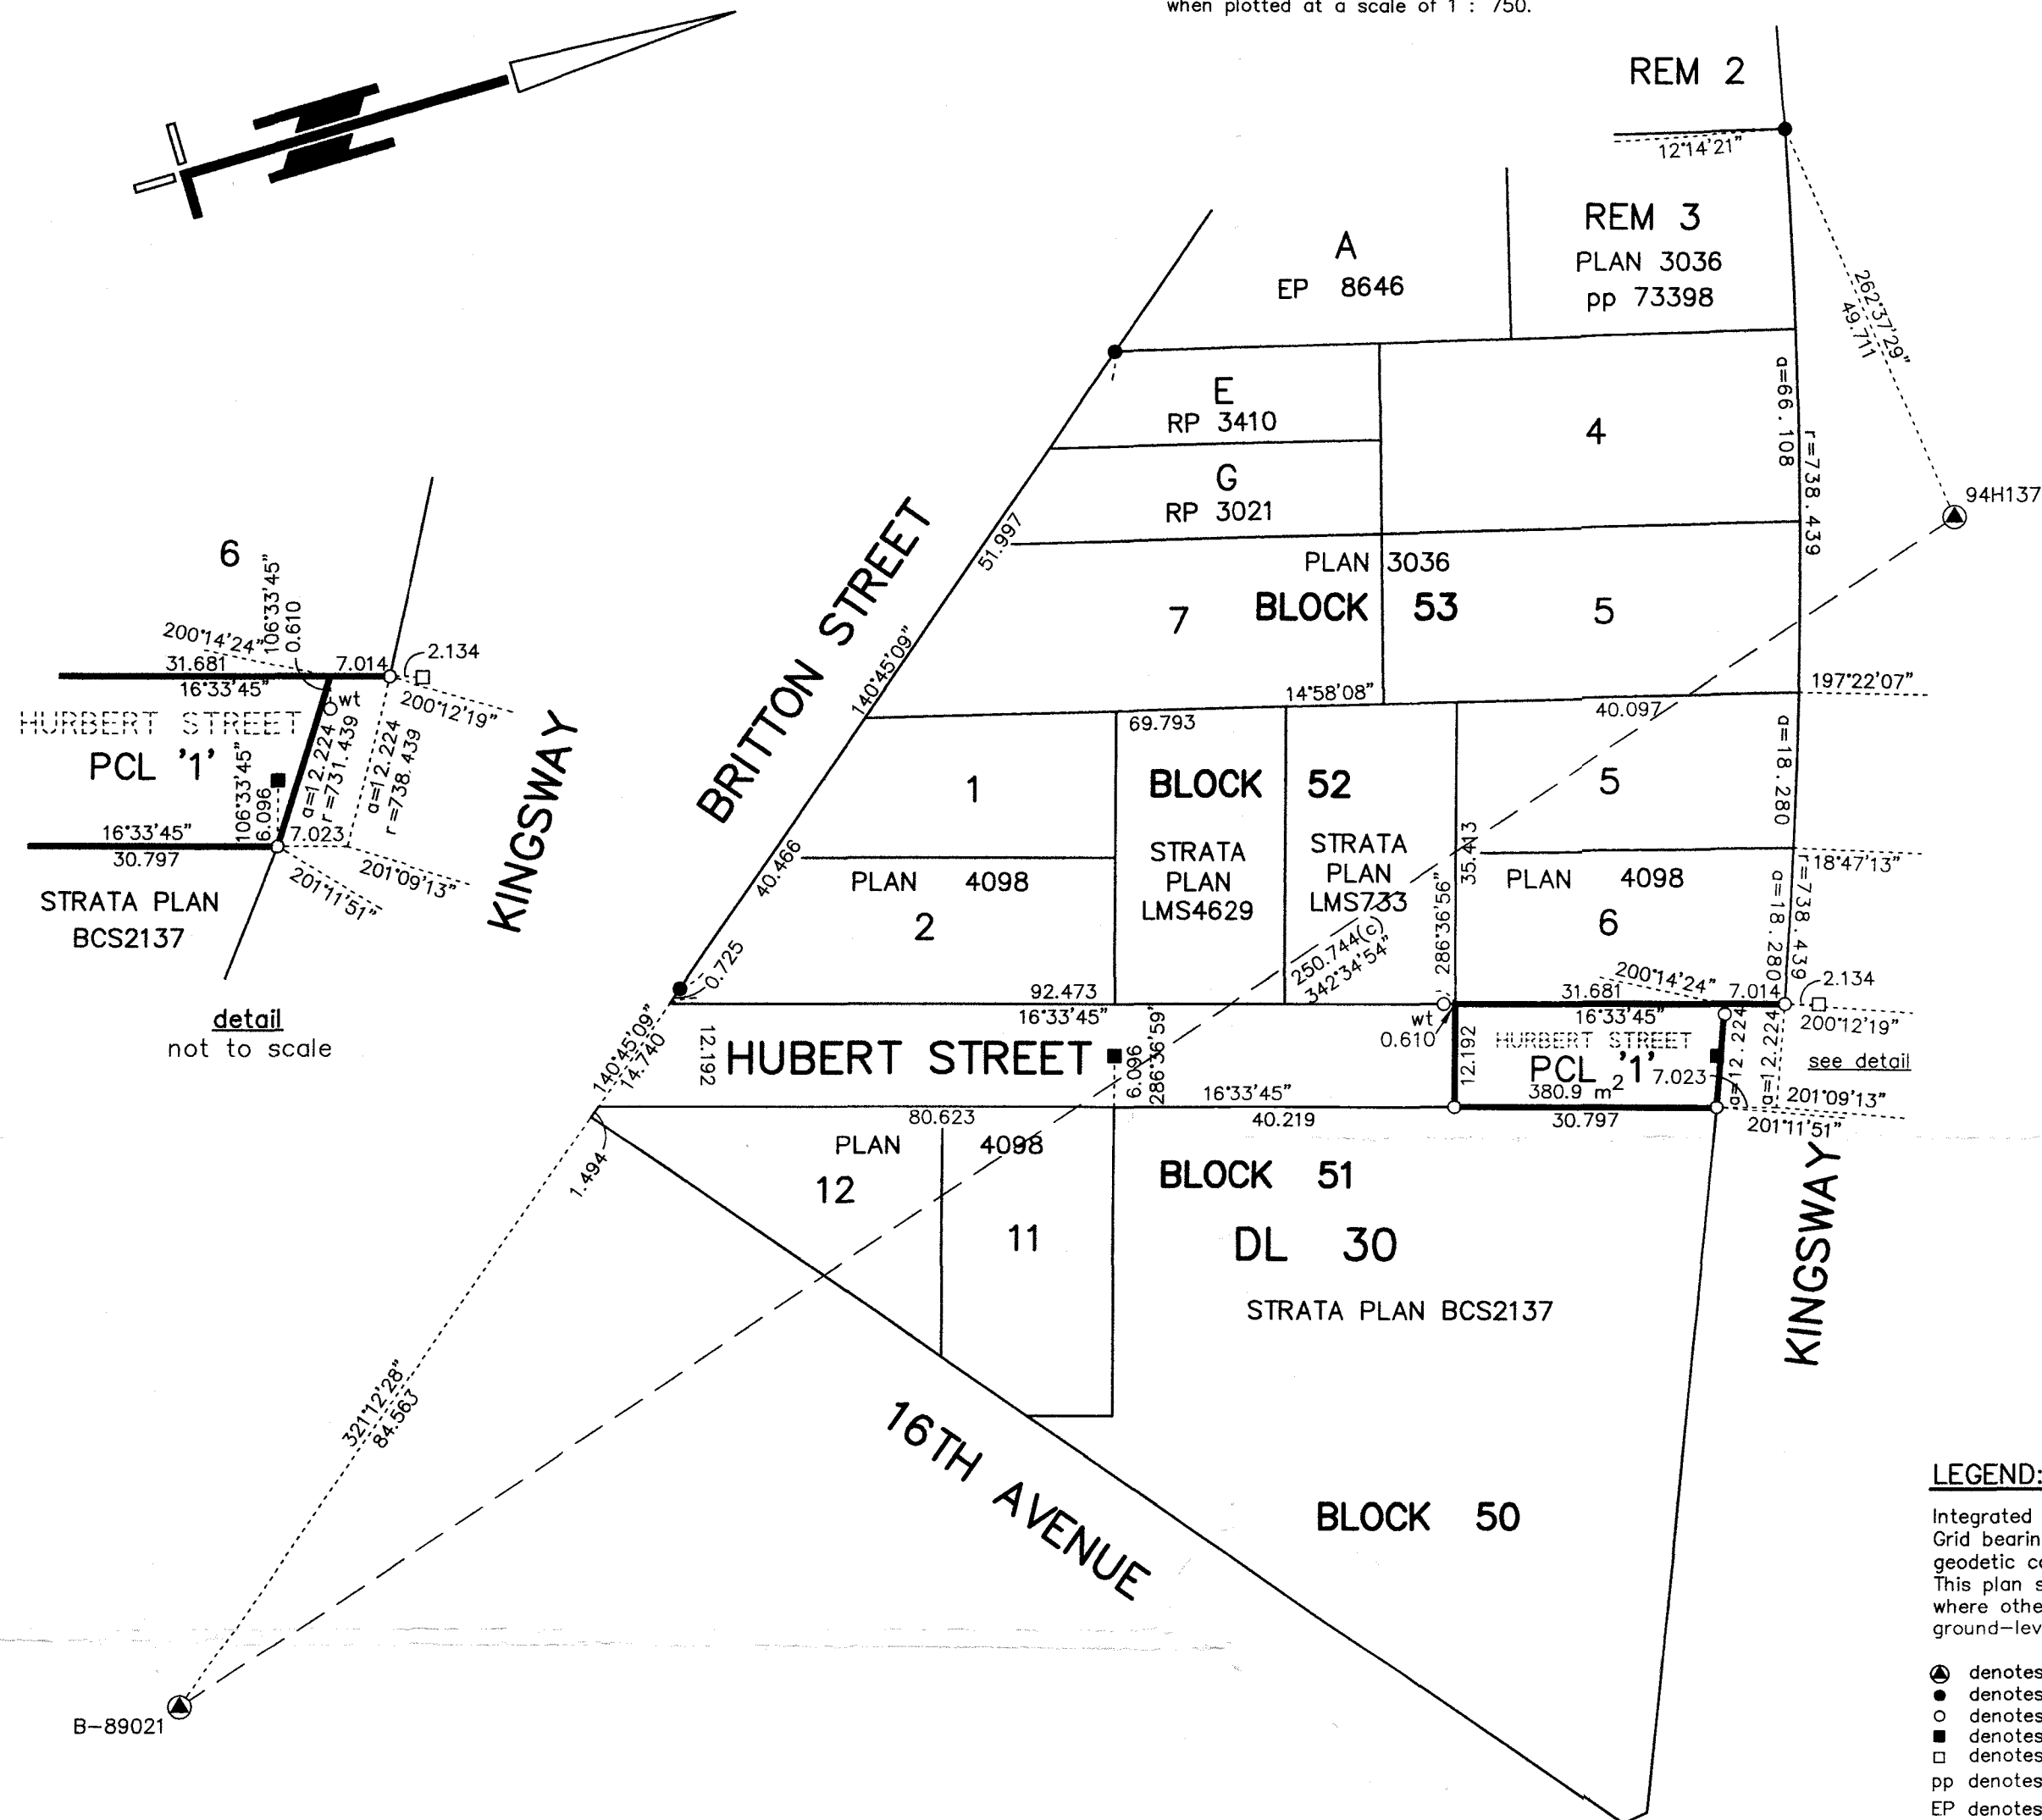 when plotted at a scale of 1 : 750.
REM 2
12°14'21"
REM 3
PLAN 3036
pp 73398
A
EP 8646
262°37'29"
49.711
94H137
E
RP 3410
G
RP 3021
4
a=66.108
r=738.439
51.997
BRITTON STREET
140°45'09"
PLAN 3036
7
BLOCK 53
5
14°58'08"
197°22'07"
69.793
40.097
a=18.280
1
BLOCK 52
5
STRATA
PLAN
LMS4629
STRATA
PLAN
LMS733
35.413
286°36'56"
18°47'13"
40.466
PLAN 4098
2
PLAN 4098
6
r=738.439
a=18.280
250.744(c)
342°34'54"
0.725
200°14'24"
92.473
31.681
7.014
2.134
16°33'45"
16°33'45"
200°12'19"
wt
0.610
140°45'09"
14.740
12.192
HUBERT STREET
6.096
286°36'59"
12.192
HURBERT STREET
PCL '1'
380.9 m2
7.023
a=12.224
a=12.224
see detail
201°09'13"
201°11'51"
16°33'45"
80.623
40.219
30.797
1.494
PLAN 4098
12
11
BLOCK 51
DL 30
STRATA PLAN BCS2137
KINGSWAY
321°12'28"
84.563
16TH AVENUE
BLOCK 50
B-89021
6
106°33'45"
0.610
200°14'24"
31.681
7.014
2.134
16°33'45"
200°12'19"
wt
HURBERT STREET
PCL '1'
106°33'45"
6.096
a=12.224
r=731.439
a=12.224
r=738.439
16°33'45"
7.023
30.797
201°09'13"
201°11'51"
STRATA PLAN
BCS2137
KINGSWAY
detail
not to scale
LEGEND:
Integrated
Grid bearin
geodetic co
This plan s
where othe
ground-lev
denotes
denotes
denotes
denotes
denotes
pp denotes
EP denotes